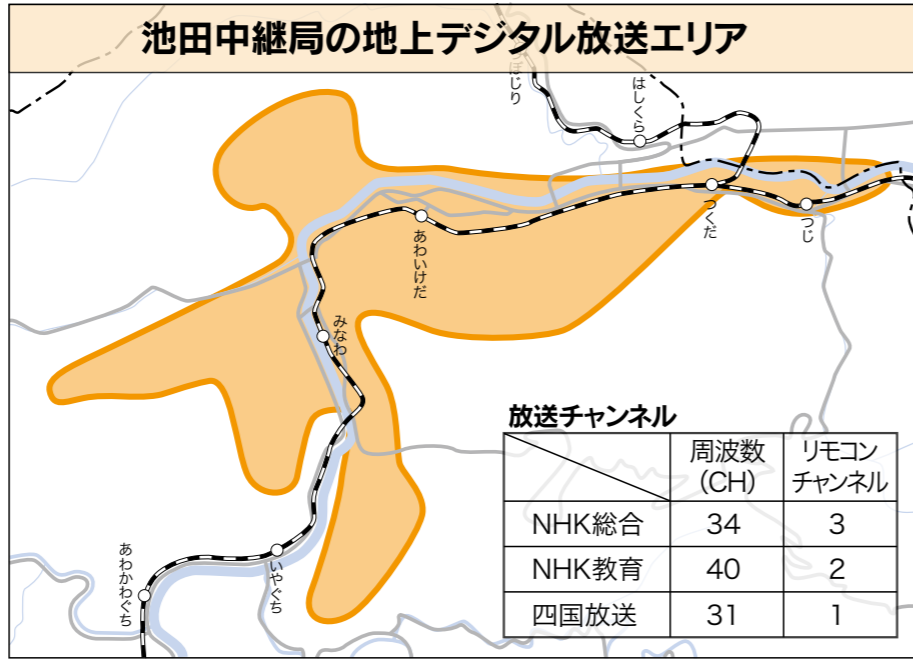 池田中継局の地上デジタル放送エリア
ぼじり
はしくら
つくだ
つじ
あわいけだ
みなわ
いやぐち
あわかわぐち
放送チャンネル
周波数
(CH)
リモコン
チャンネル
NHK総合 34 3
NHK教育 40 2
四国放送 31 1